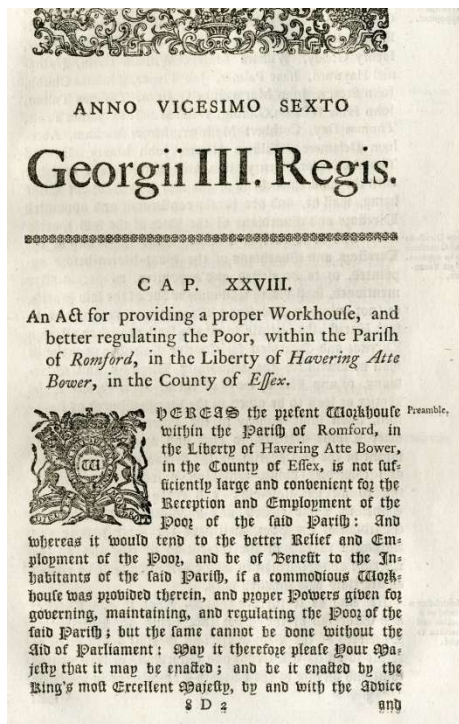 ANNO VICESIMO SEXTO
Georgii III. Regis.
CAP. XXVIII.
An Act for providing a proper Workhouſe, and
better regulating the Poor, within the Pariſh
of Romford, in the Liberty of Havering Atte
Bower, in the County of Eſſex.
WHEREAS the preſent Workhouſe
Preamble.
within the Pariſh of Romford, in
the Liberty of Havering Atte Bower,
in the County of Eſſex, is not ſuf-
ficiently large and convenient for the
Reception and Employment of the
Poor of the ſaid Pariſh: And
whereas it would tend to the better Relief and Em-
ployment of the Poor, and be of Benefit to the In-
habitants of the ſaid Pariſh, if a commodious Work-
houſe was provided therein, and proper Powers given for
governing, maintaining, and regulating the Poor of the
ſaid Pariſh; but the ſame cannot be done without the
Aid of Parliament: May it therefore pleaſe Your Ma-
jeſty that it may be enacted; and be it enacted by the
King's moſt Excellent Majeſty, by and with the Advice
8 D 2
and